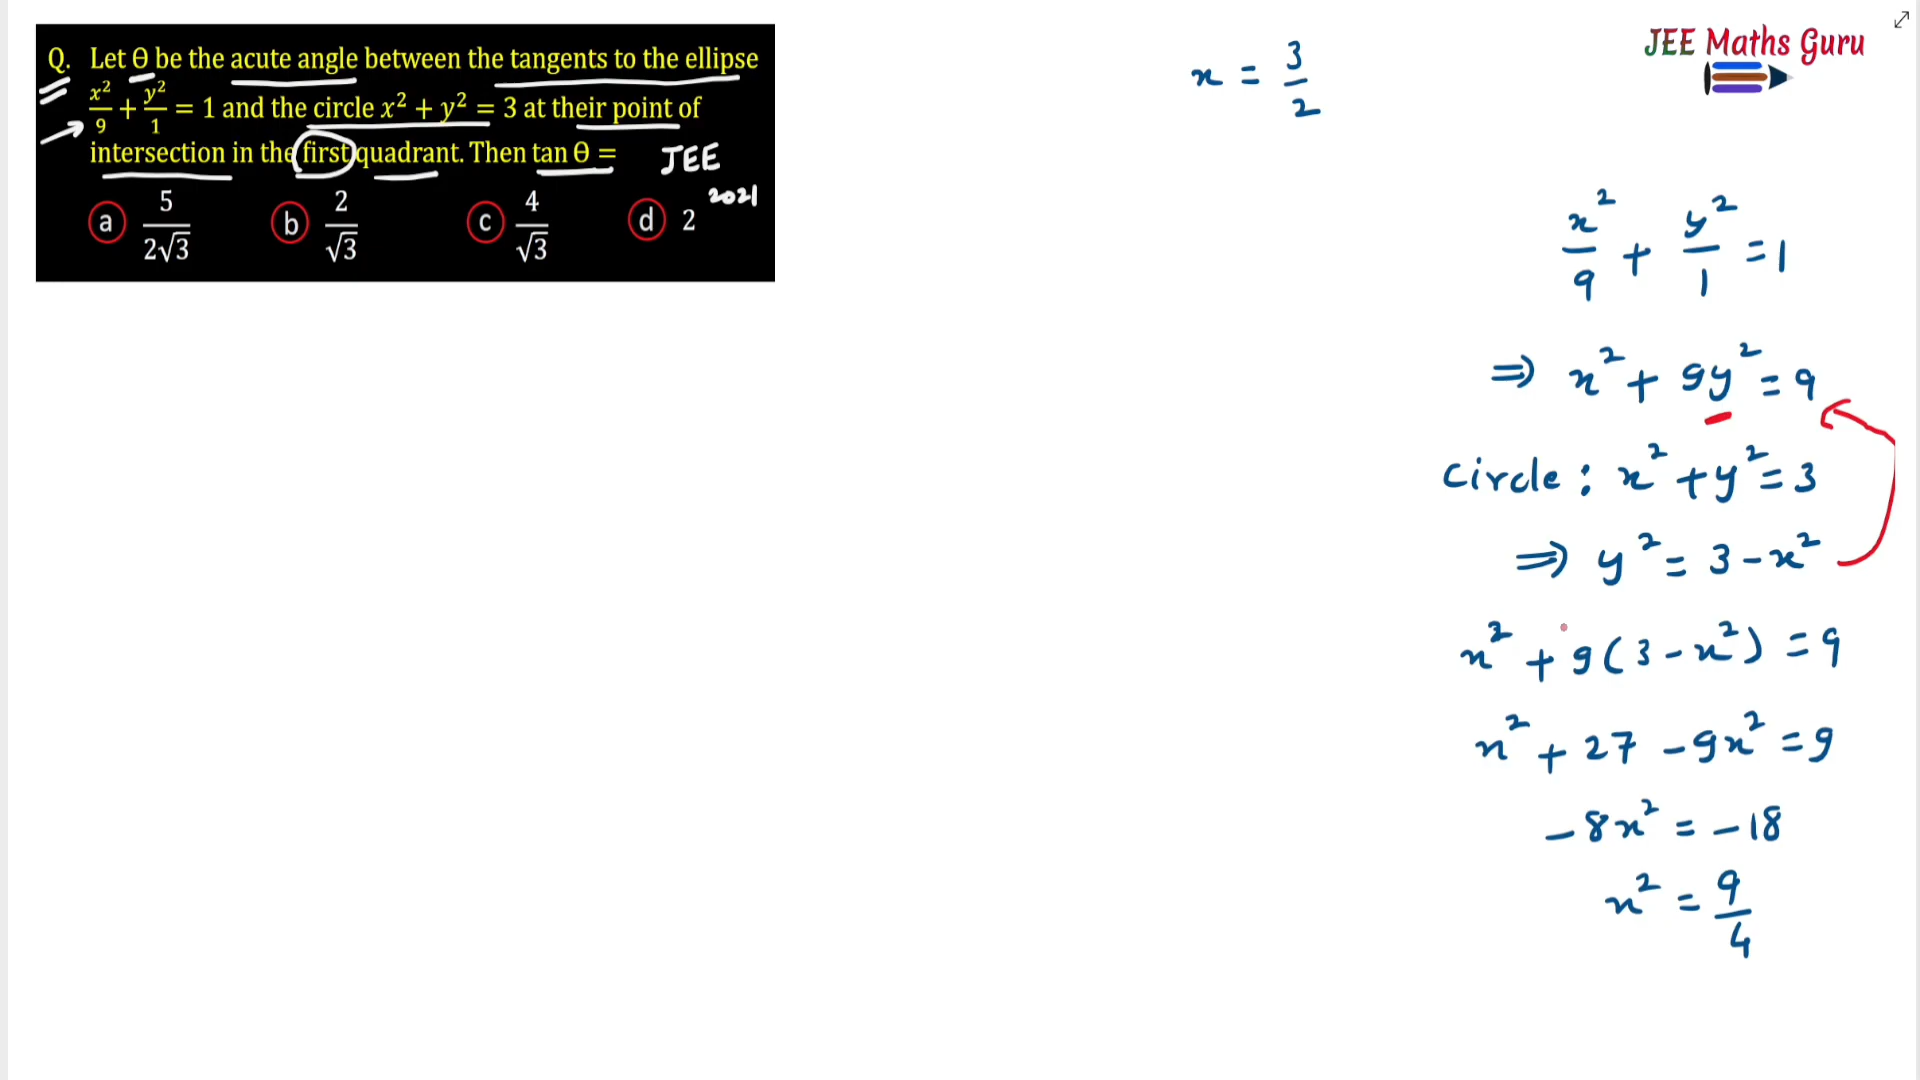 Q. Let θ be the acute angle between the tangents to the ellipse
x²/9 + y²/1 = 1 and the circle x² + y² = 3 at their point of
intersection in the first quadrant. Then tan θ =
JEE
2021
a 5/2√3 b 2/√3 c 4/√3 d 2
x = 3/2
JEE Maths Guru
x²/9 + y²/1 = 1
⇒ x² + 9y² = 9
Circle : x² + y² = 3
⇒ y² = 3 - x²
x² + 9(3 - x²) = 9
x² + 27 - 9x² = 9
-8x² = -18
x² = 9/4